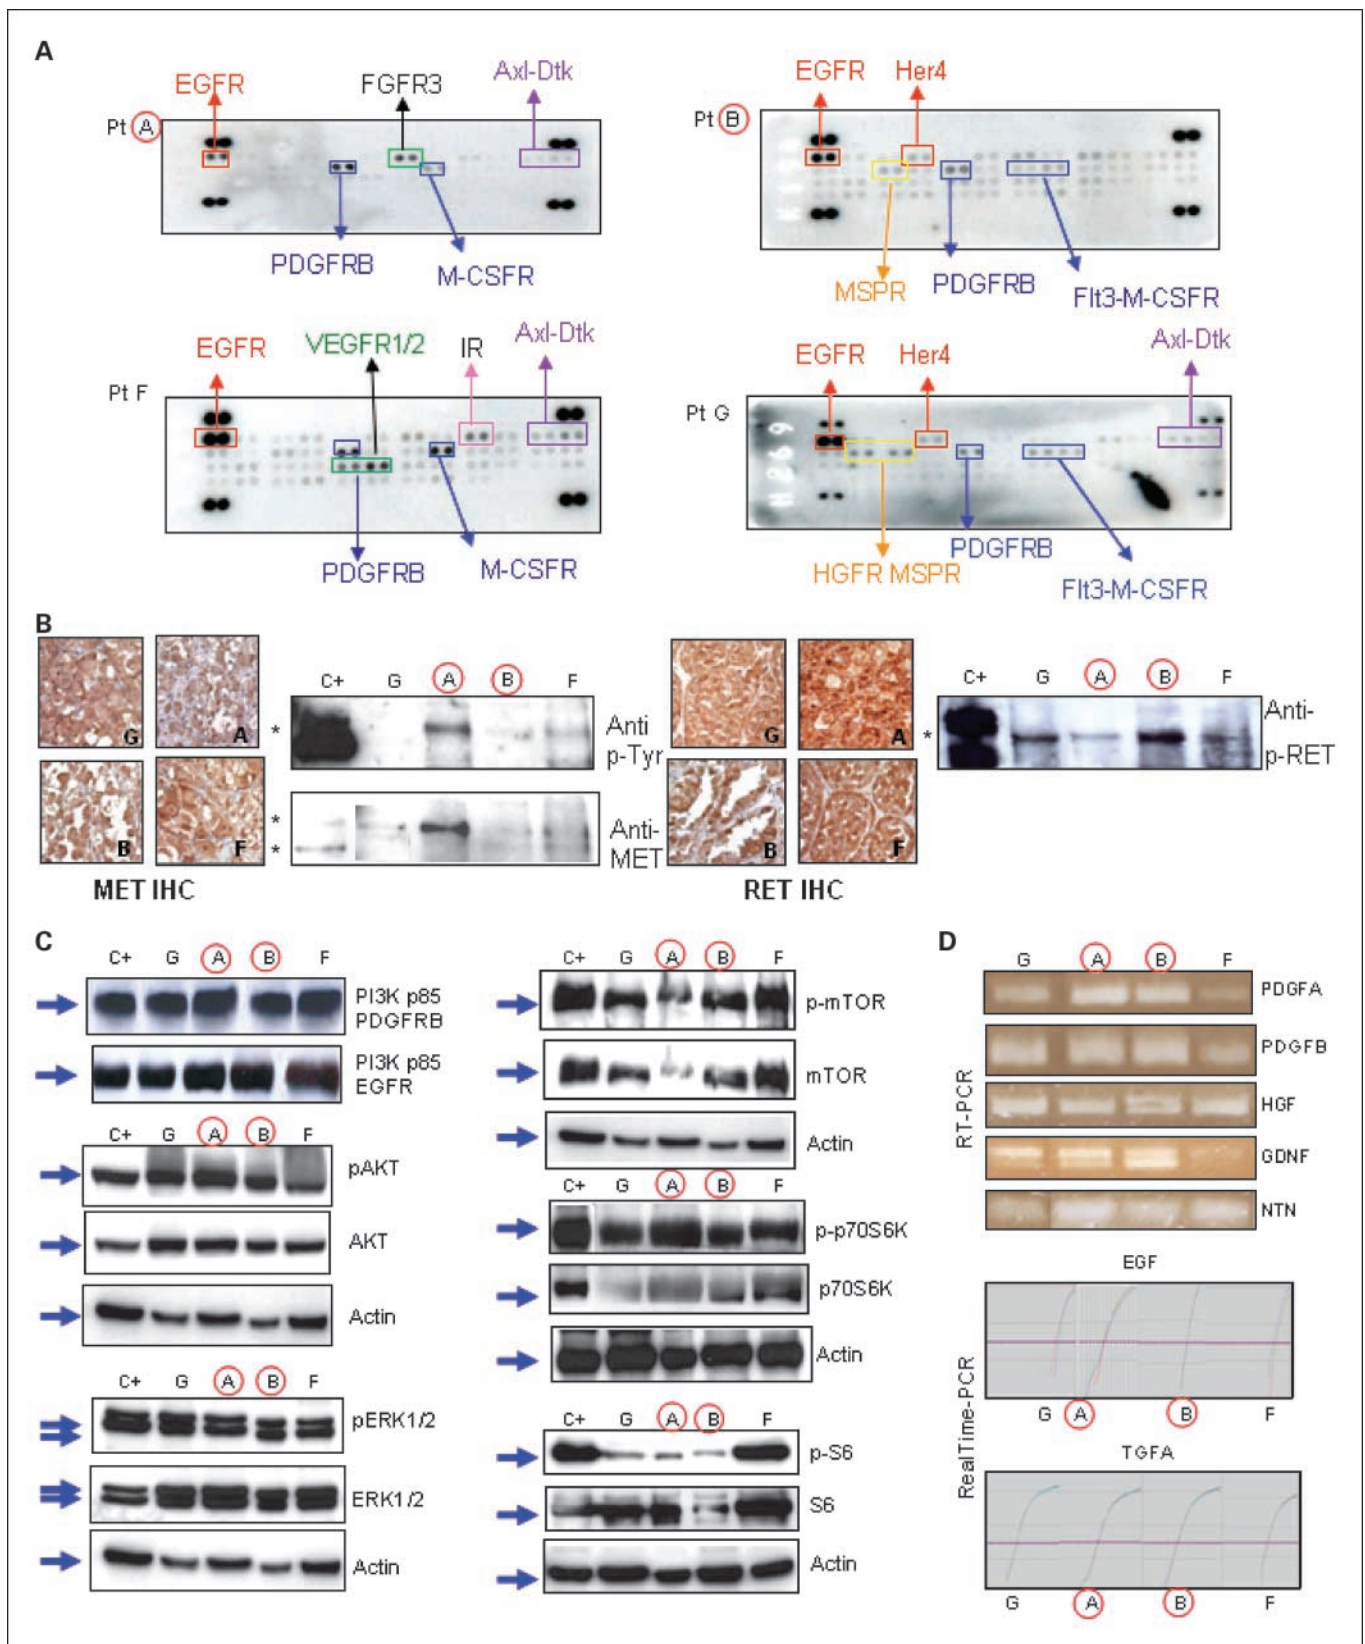 A
EGFR FGFR3 Axl-Dtk
Pt A
PDGFRB M-CSFR
EGFR Her4
Pt B
MSPR PDGFRB Flt3-M-CSFR
EGFR VEGFR1/2 IR Axl-Dtk
Pt F
PDGFRB M-CSFR
EGFR Her4 Axl-Dtk
Pt G
PDGFRB
HGFR MSPR Flt3-M-CSFR
B
G A
B F
MET IHC
C+ G A B F
*
Anti
p-Tyr
*
*
Anti-
MET
G A
B F
RET IHC
C+ G A B F
*
Anti-
p-RET
C
C+ G A B F
PI3K p85
PDGFRB
PI3K p85
EGFR
C+ G A B F
pAKT
AKT
Actin
C+ G A B F
pERK1/2
ERK1/2
Actin
C+ G A B F
p-mTOR
mTOR
Actin
C+ G A B F
p-p70S6K
p70S6K
Actin
C+ G A B F
p-S6
S6
Actin
D
G A B F
RT-PCR
PDGFA
PDGFB
HGF
GDNF
NTN
RealTime-PCR
EGF
G A B F
TGFA
G A B F